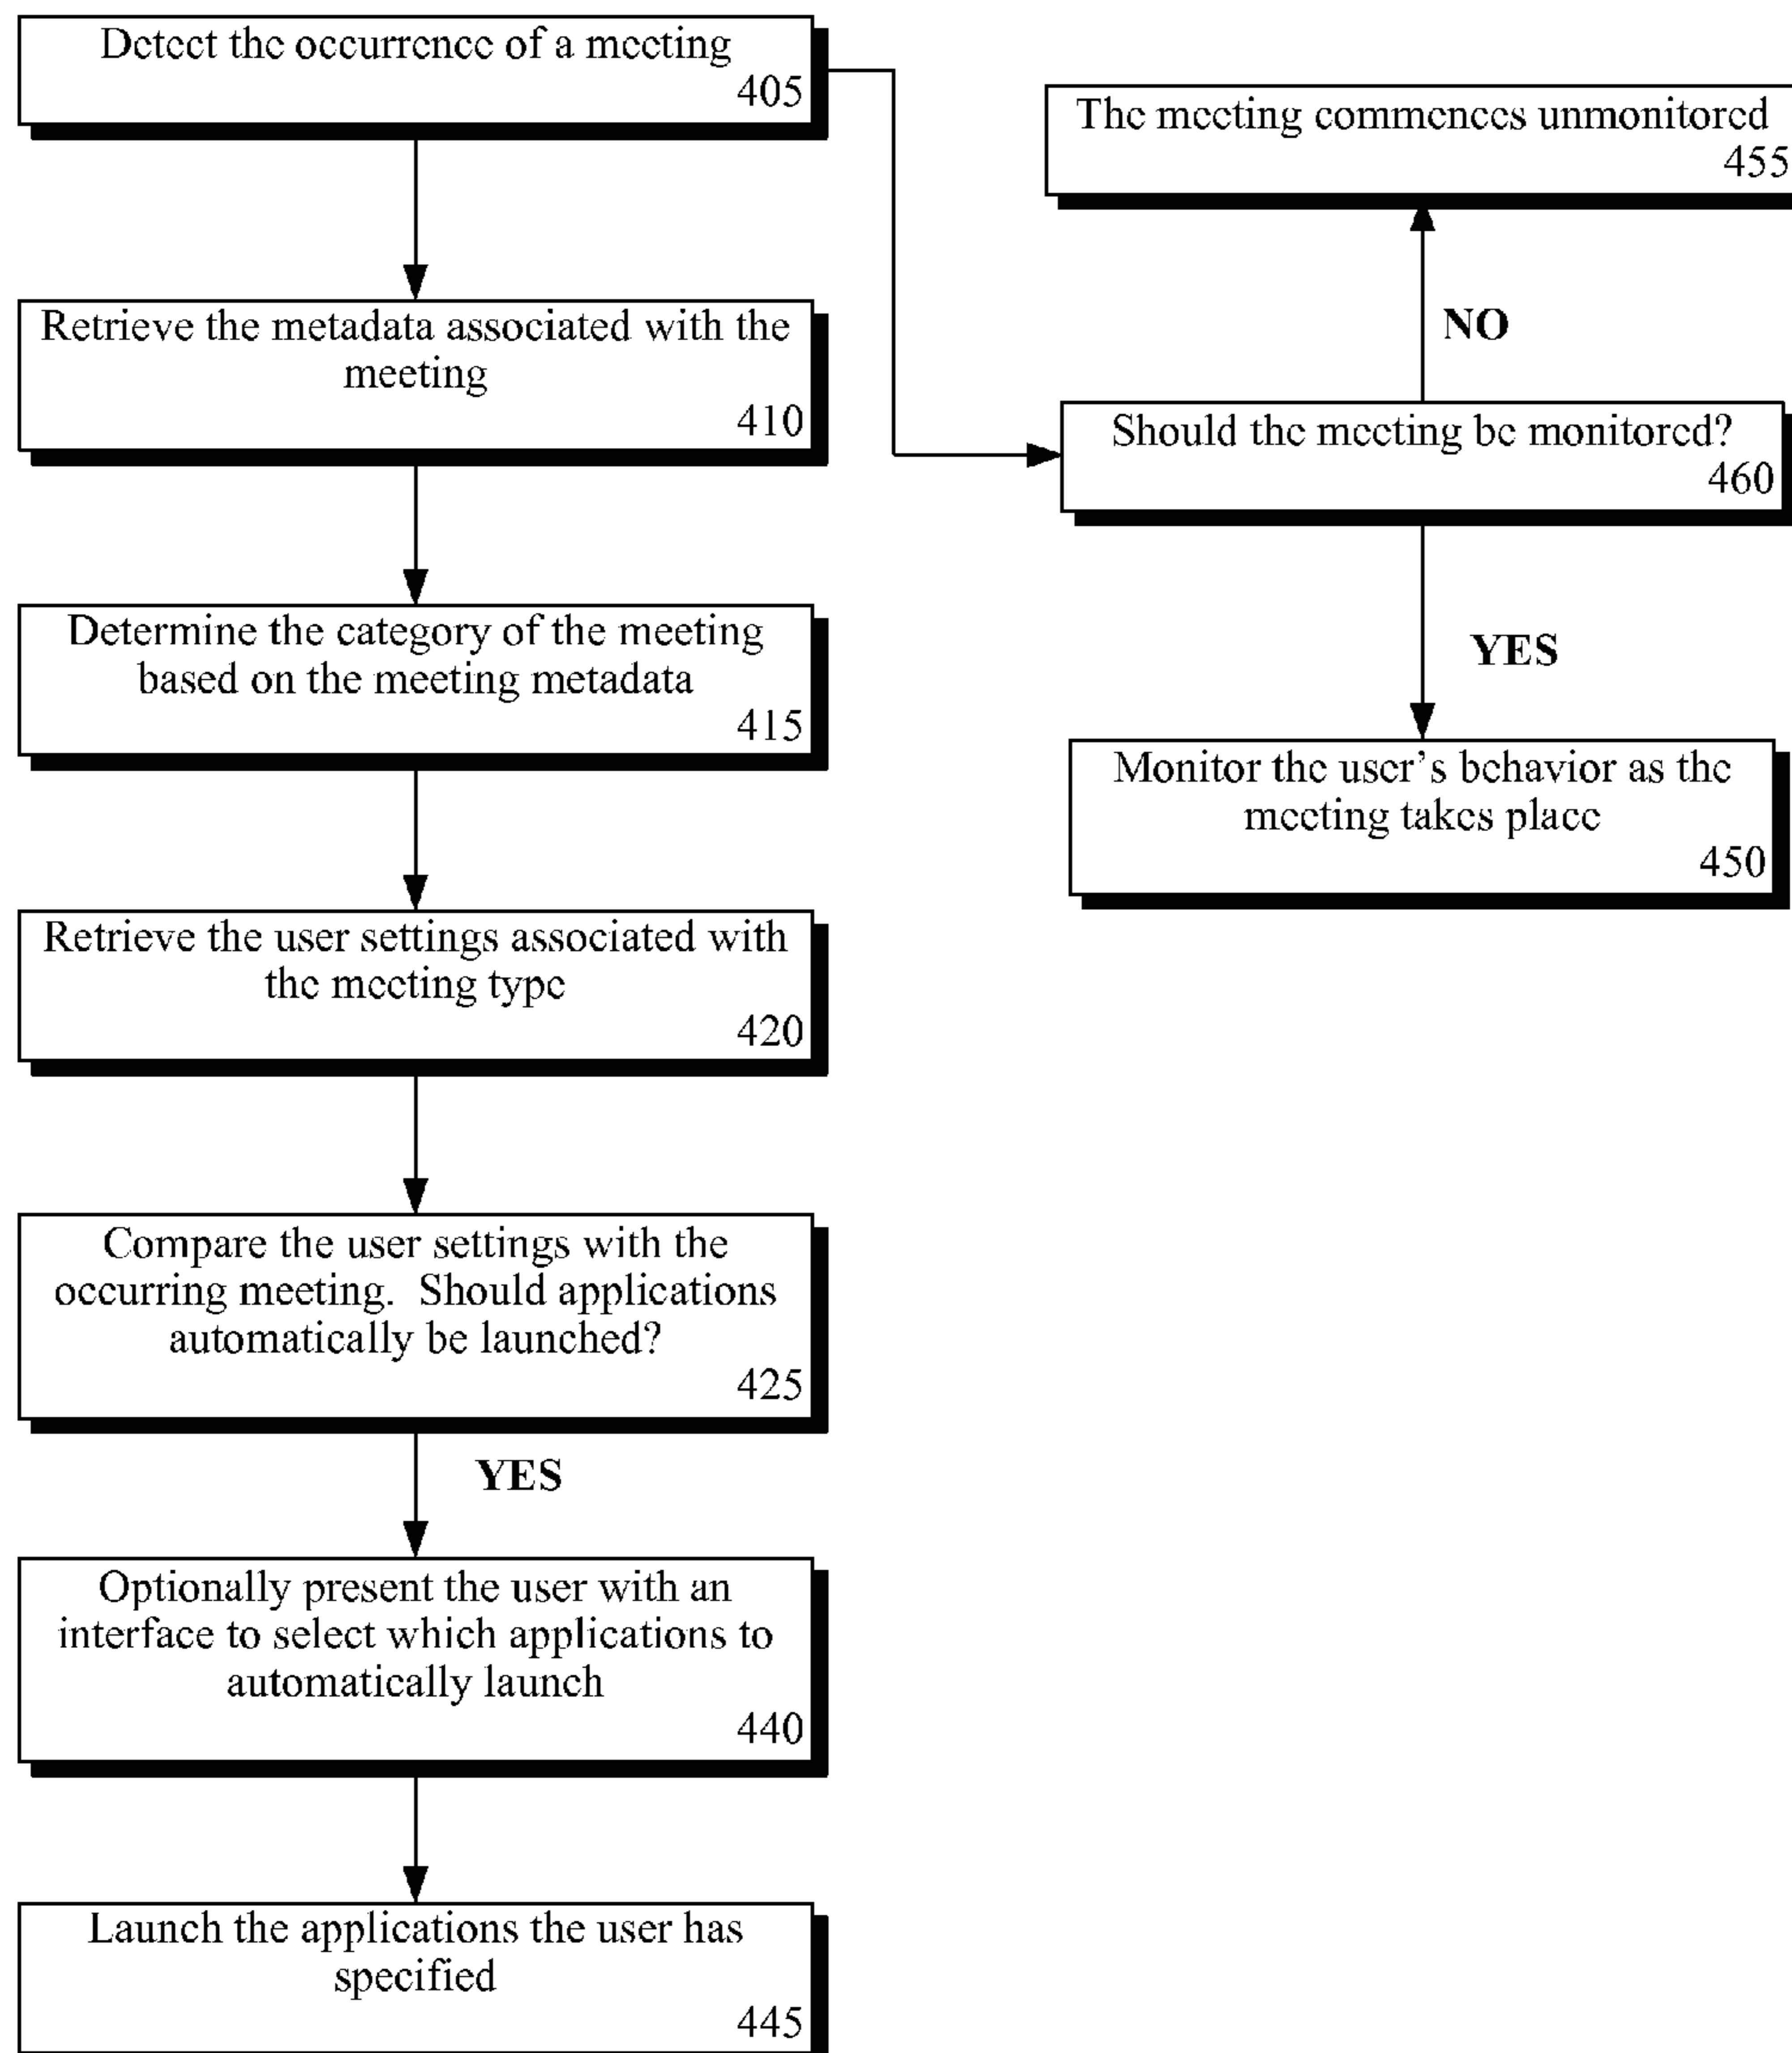 Detect the occurrence of a meeting
405
Retrieve the metadata associated with the
meeting
410
Determine the category of the meeting
based on the meeting metadata
415
Retrieve the user settings associated with
the meeting type
420
Compare the user settings with the
occurring meeting. Should applications
automatically be launched?
425
YES
Optionally present the user with an
interface to select which applications to
automatically launch
440
Launch the applications the user has
specified
445
The meeting commences unmonitored
455
NO
Should the meeting be monitored?
460
YES
Monitor the user's behavior as the
meeting takes place
450